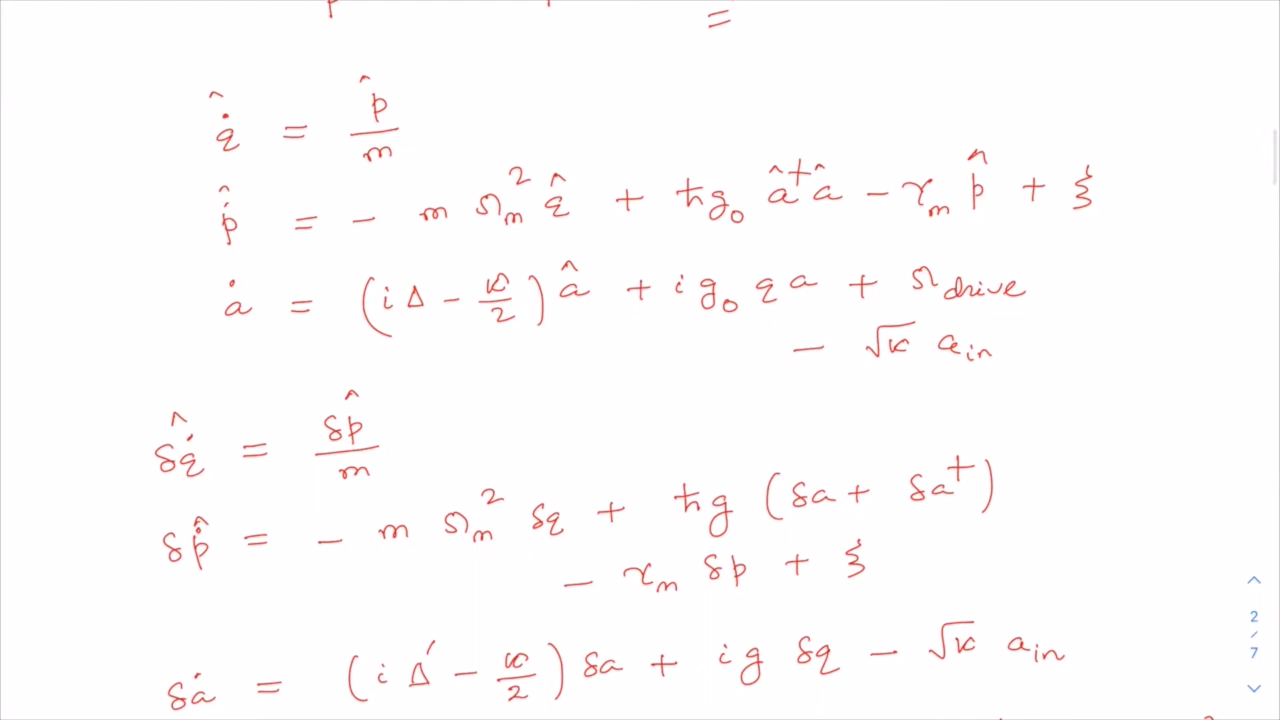 =
q̇̂ = p̂/m
ṗ̂ = - m Ω_m² q̂ + ħg₀ â†â - γ_m p̂ + ξ
ȧ = (iΔ - κ/2) â + i g₀ q a + Ω_drive
- √κ a_in
δq̇̂ = δp̂/m
δṗ̂ = - m Ω_m² δq + ħg (δa + δa†)
- γ_m δp + ξ
δȧ = (iΔ′ - κ/2) δa + i g δq - √κ a_in
2
/
7